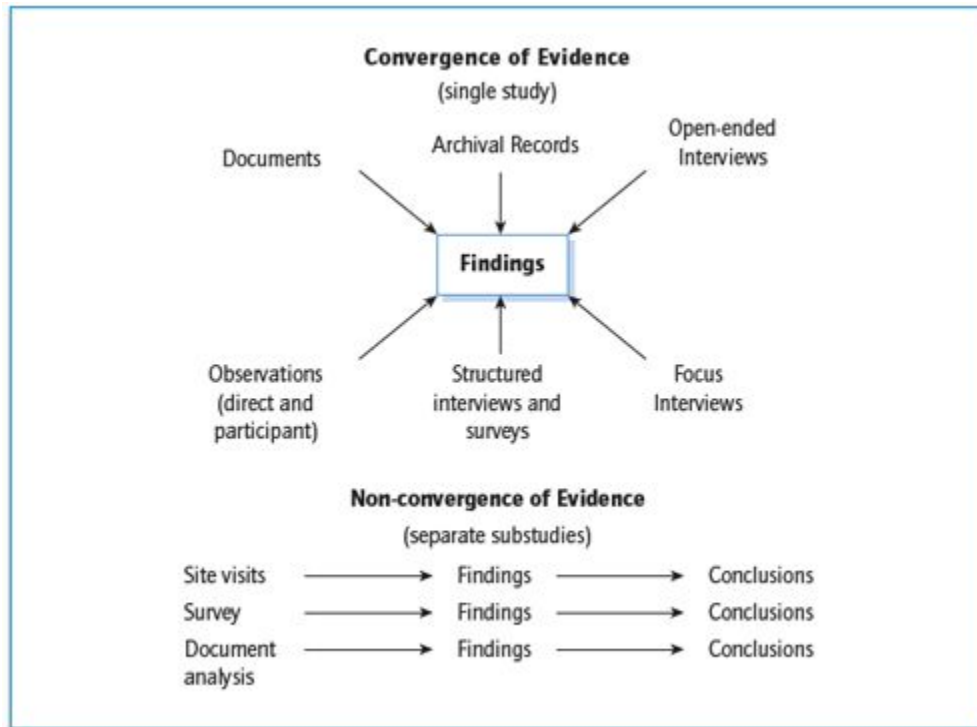 Convergence of Evidence
(single study)
Documents
Archival Records
Open-ended
Interviews
Findings
Observations
(direct and
participant)
Structured
interviews and
surveys
Focus
Interviews
Non-convergence of Evidence
(separate substudies)
Site visits Findings Conclusions
Survey Findings Conclusions
Document Findings Conclusions
analysis